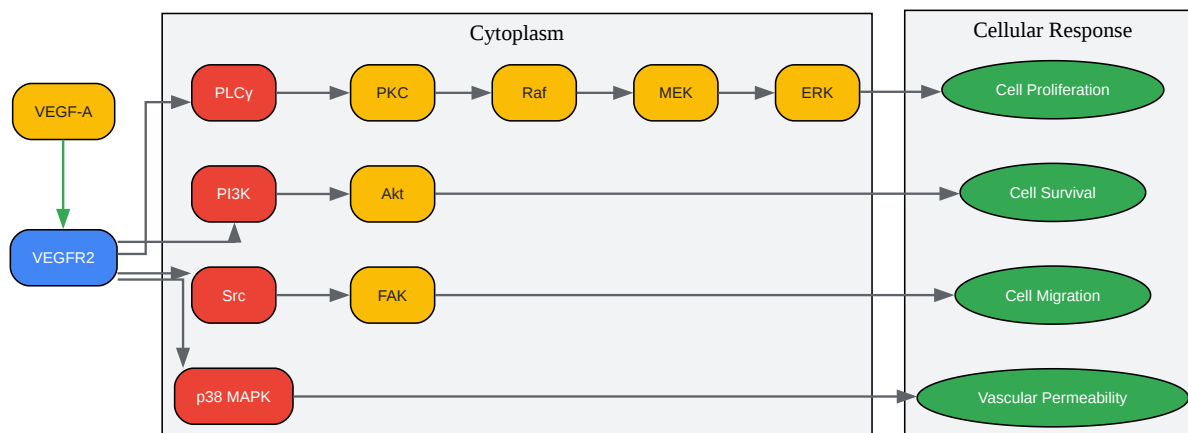 Cytoplasm
Cellular Response
VEGF-A
PLCγ
PKC
Raf
MEK
ERK
Cell Proliferation
PI3K
Akt
Cell Survival
VEGFR2
Src
FAK
Cell Migration
p38 MAPK
Vascular Permeability